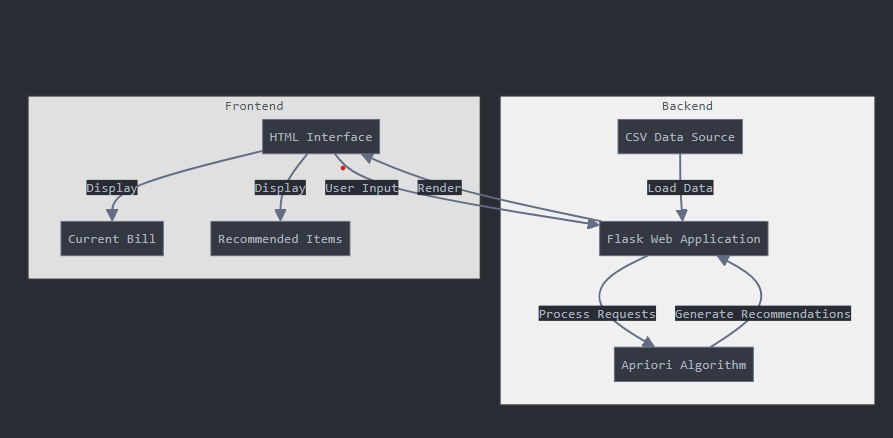 Frontend
Backend
HTML Interface
CSV Data Source
Display
Display
User Input
Render
Load Data
Current Bill
Recommended Items
Flask Web Application
Process Requests
Generate Recommendations
Apriori Algorithm